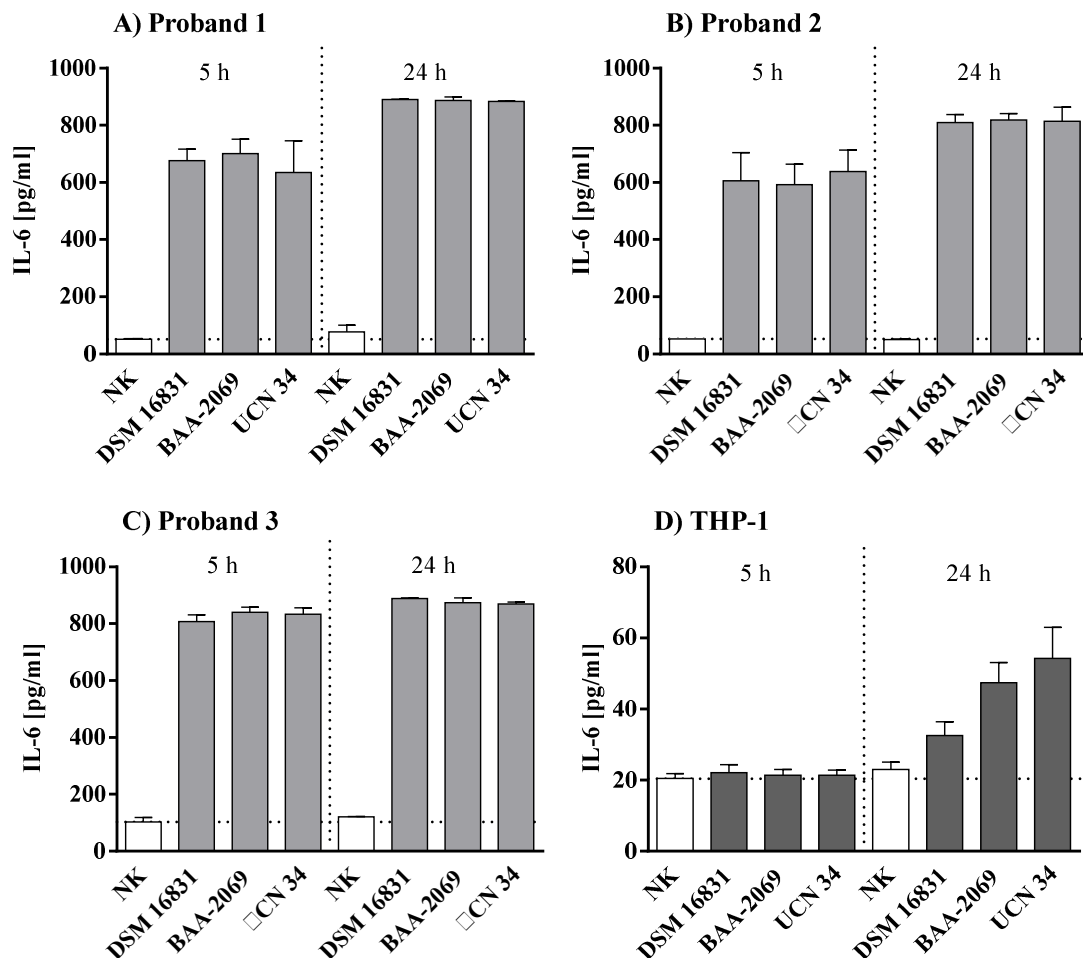 A) Proband 1
5 h
24 h
IL-6 [pg/ml]
1000
800
600
400
200
0
NK
DSM 16831
BAA-2069
UCN 34
NK
DSM 16831
BAA-2069
UCN 34
B) Proband 2
5 h
24 h
IL-6 [pg/ml]
1000
800
600
400
200
0
NK
DSM 16831
BAA-2069
□CN 34
NK
DSM 16831
BAA-2069
□CN 34
C) Proband 3
5 h
24 h
IL-6 [pg/ml]
1000
800
600
400
200
0
NK
DSM 16831
BAA-2069
□CN 34
NK
DSM 16831
BAA-2069
□CN 34
D) THP-1
5 h
24 h
IL-6 [pg/ml]
80
60
40
20
0
NK
DSM 16831
BAA-2069
UCN 34
NK
DSM 16831
BAA-2069
UCN 34